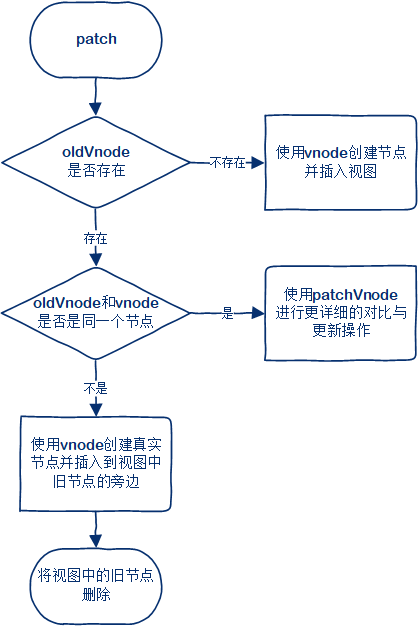 patch
oldVnode
是否存在
不存在
使用vnode创建节点
并插入视图
存在
oldVnode和vnode
是否是同一个节点
是
使用patchVnode
进行更详细的对比与
更新操作
不是
使用vnode创建真实
节点并插入到视图中
旧节点的旁边
将视图中的旧节点
删除